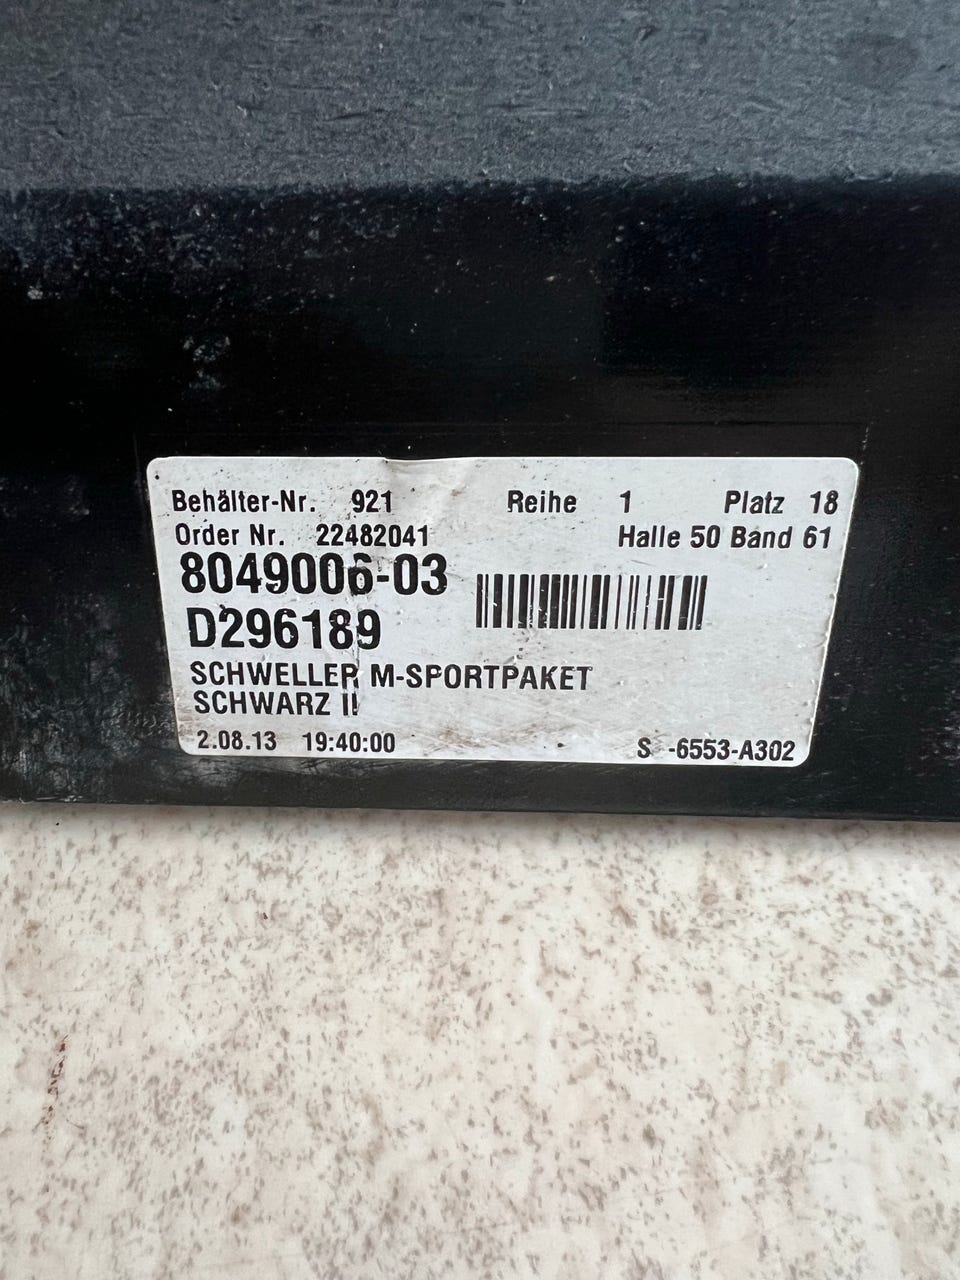 Behälter-Nr. 921 Reihe 1 Platz 18
Order Nr. 22482041 Halle 50 Band 61
8049006-03
D296189
SCHWELLER M-SPORTPAKET
SCHWARZ II
2.08.13 19:40:00 S -6553-A302